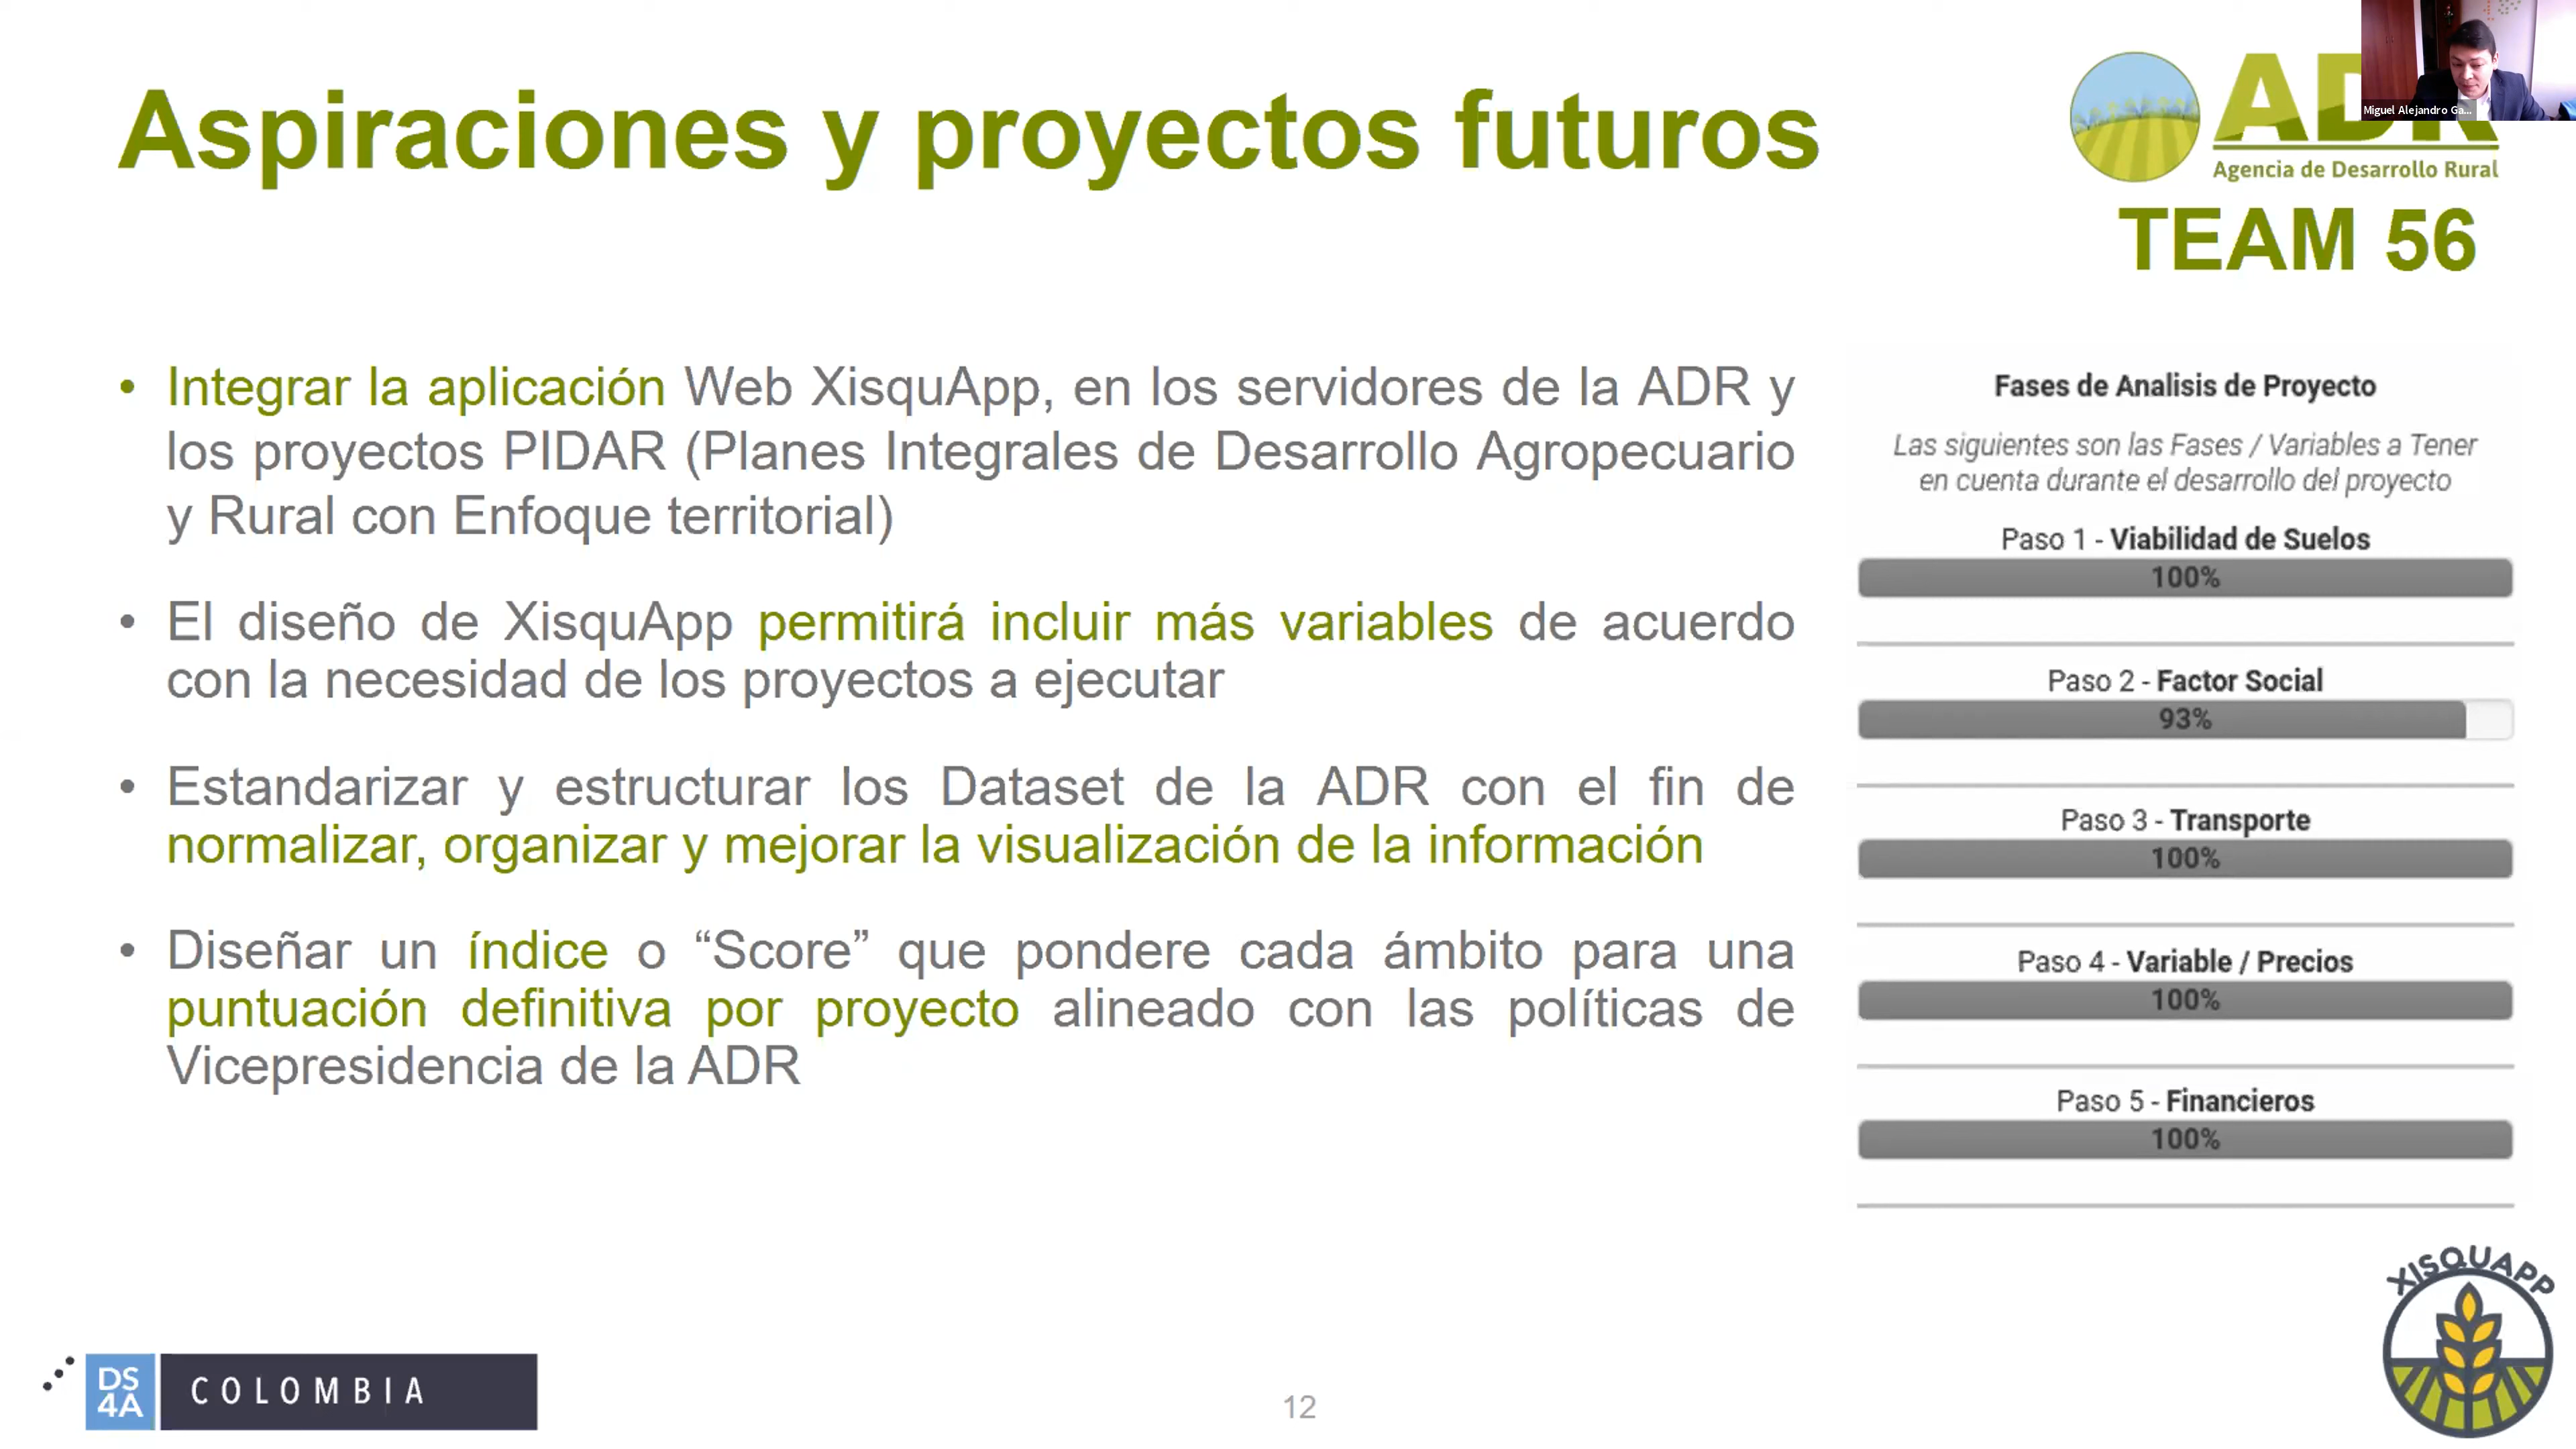 Aspiraciones y proyectos futuros
Agencia de Desarrollo Rural
Miguel Alejandro Ga...
TEAM 56
• Integrar la aplicación Web XisquApp, en los servidores de la ADR y
los proyectos PIDAR (Planes Integrales de Desarrollo Agropecuario
y Rural con Enfoque territorial)
• El diseño de XisquApp permitirá incluir más variables de acuerdo
con la necesidad de los proyectos a ejecutar
• Estandarizar y estructurar los Dataset de la ADR con el fin de
normalizar, organizar y mejorar la visualización de la información
• Diseñar un índice o “Score” que pondere cada ámbito para una
puntuación definitiva por proyecto alineado con las políticas de
Vicepresidencia de la ADR
Fases de Analisis de Proyecto
Las siguientes son las Fases / Variables a Tener
en cuenta durante el desarrollo del proyecto
Paso 1 - Viabilidad de Suelos
100%
Paso 2 - Factor Social
93%
Paso 3 - Transporte
100%
Paso 4 - Variable / Precios
100%
Paso 5 - Financieros
100%
XISQUAPP
DS
4A
COLOMBIA
12